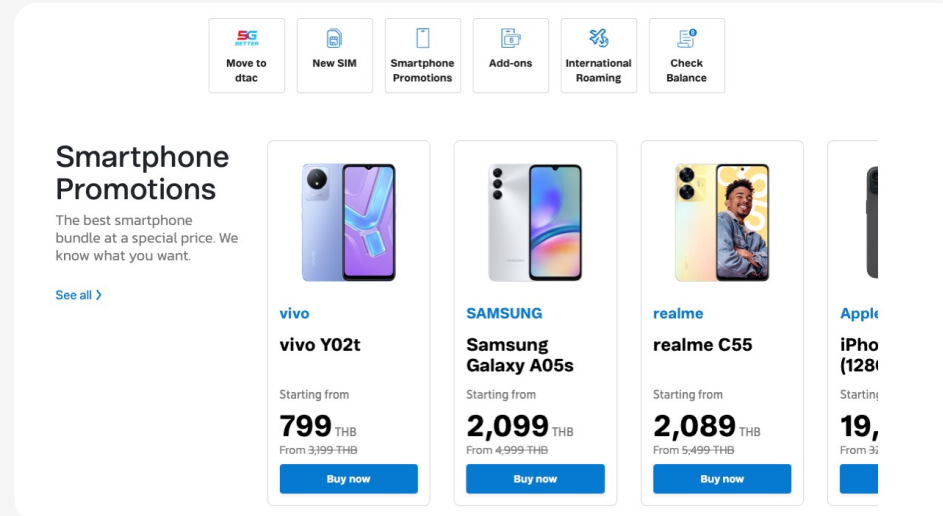 5G
BETTER
Move to
dtac
New SIM
Smartphone
Promotions
Add-ons
International
Roaming
Check
Balance
Smartphone
Promotions
The best smartphone
bundle at a special price. We
know what you want.
See all
vivo
vivo Y02t
Starting from
799 THB
From 3,199 THB
Buy now
SAMSUNG
Samsung
Galaxy A05s
Starting from
2,099 THB
From 4,999 THB
Buy now
realme
realme C55
Starting from
2,089 THB
From 5,499 THB
Buy now
From